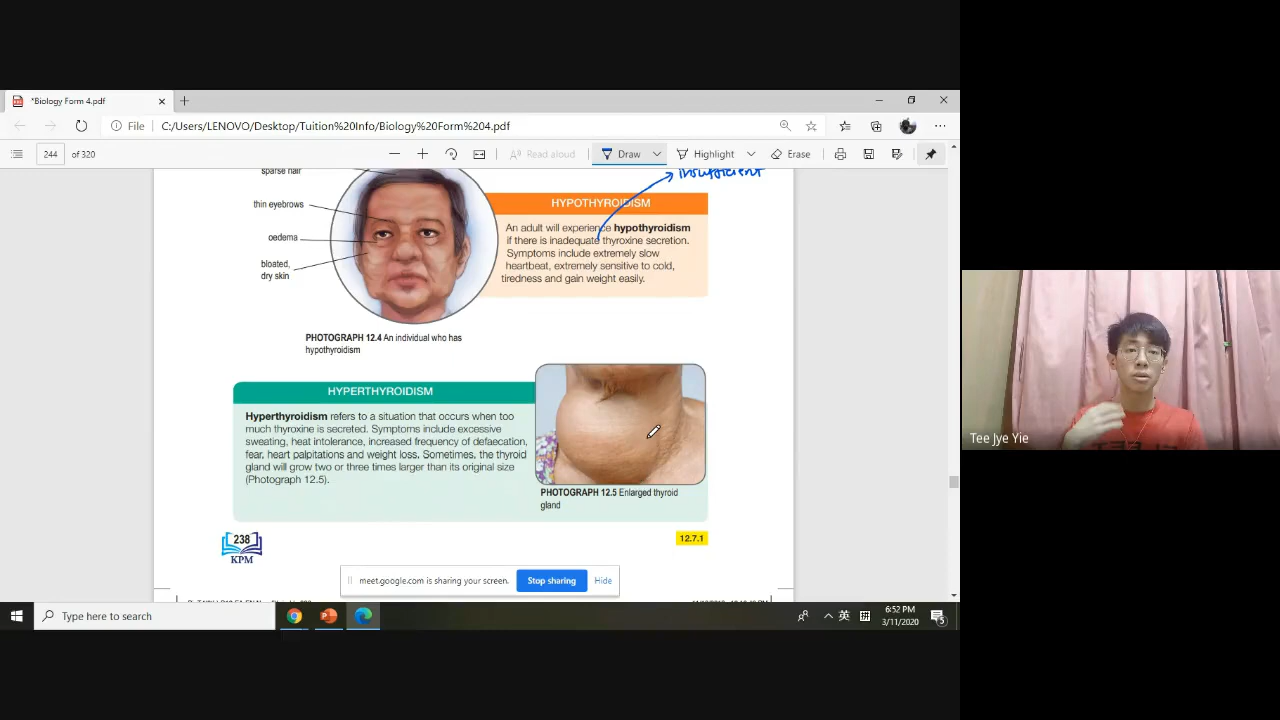 *Biology Form 4.pdf
File C:/Users/LENOVO/Desktop/Tuition%20Info/Biology%20Form%204.pdf
244 of 320 Read aloud Draw Highlight Erase
sparse hair
thin eyebrows
oedema
bloated,
dry skin
insufficient
HYPOTHYROIDISM
An adult will experience hypothyroidism
if there is inadequate thyroxine secretion.
Symptoms include extremely slow
heartbeat, extremely sensitive to cold,
tiredness and gain weight easily.
PHOTOGRAPH 12.4 An individual who has
hypothyroidism
HYPERTHYROIDISM
Hyperthyroidism refers to a situation that occurs when too
much thyroxine is secreted. Symptoms include excessive
sweating, heat intolerance, increased frequency of defaecation,
fear, heart palpitations and weight loss. Sometimes, the thyroid
gland will grow two or three times larger than its original size
(Photograph 12.5).
PHOTOGRAPH 12.5 Enlarged thyroid
gland
238
KPM
12.7.1
meet.google.com is sharing your screen. Stop sharing Hide
Type here to search
英
6:52 PM
3/11/2020
5
Tee Jye Yie